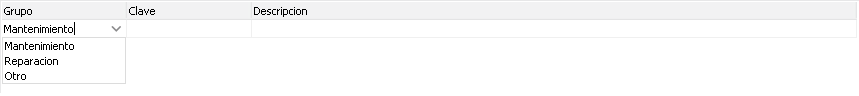 Grupo Clave Descripcion
Mantenimiento
Mantenimiento
Reparacion
Otro